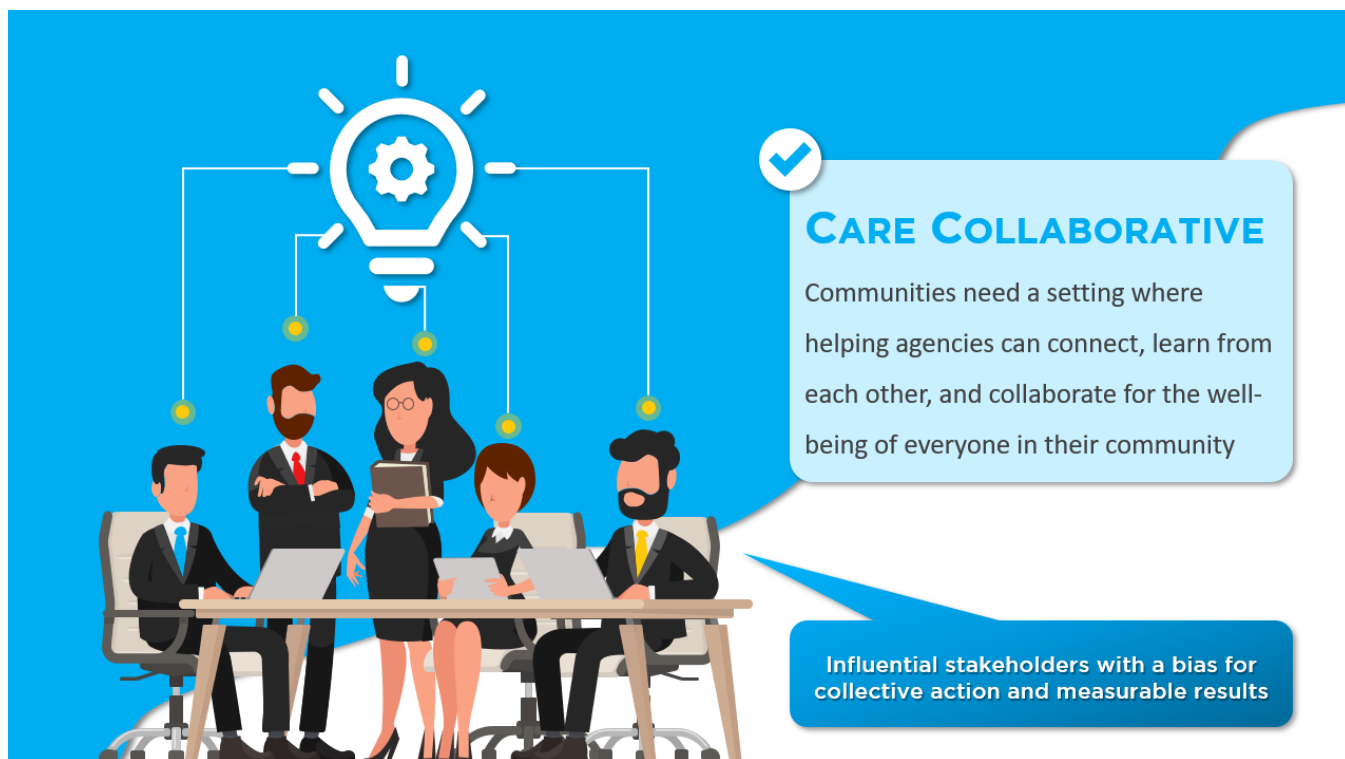 CARE COLLABORATIVE
Communities need a setting where
helping agencies can connect, learn from
each other, and collaborate for the well-
being of everyone in their community
Influential stakeholders with a bias for
collective action and measurable results